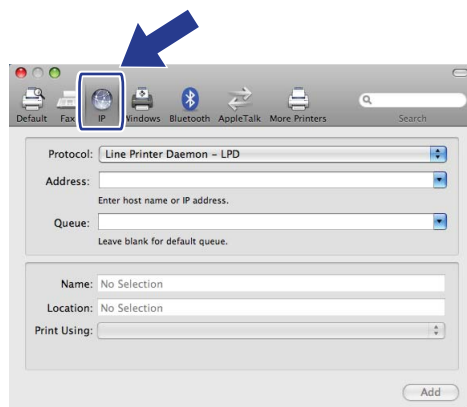 Default Fax IP Windows Bluetooth AppleTalk More Printers Search
Protocol: Line Printer Daemon – LPD
Address:
Enter host name or IP address.
Queue:
Leave blank for default queue.
Name: No Selection
Location: No Selection
Print Using:
Add